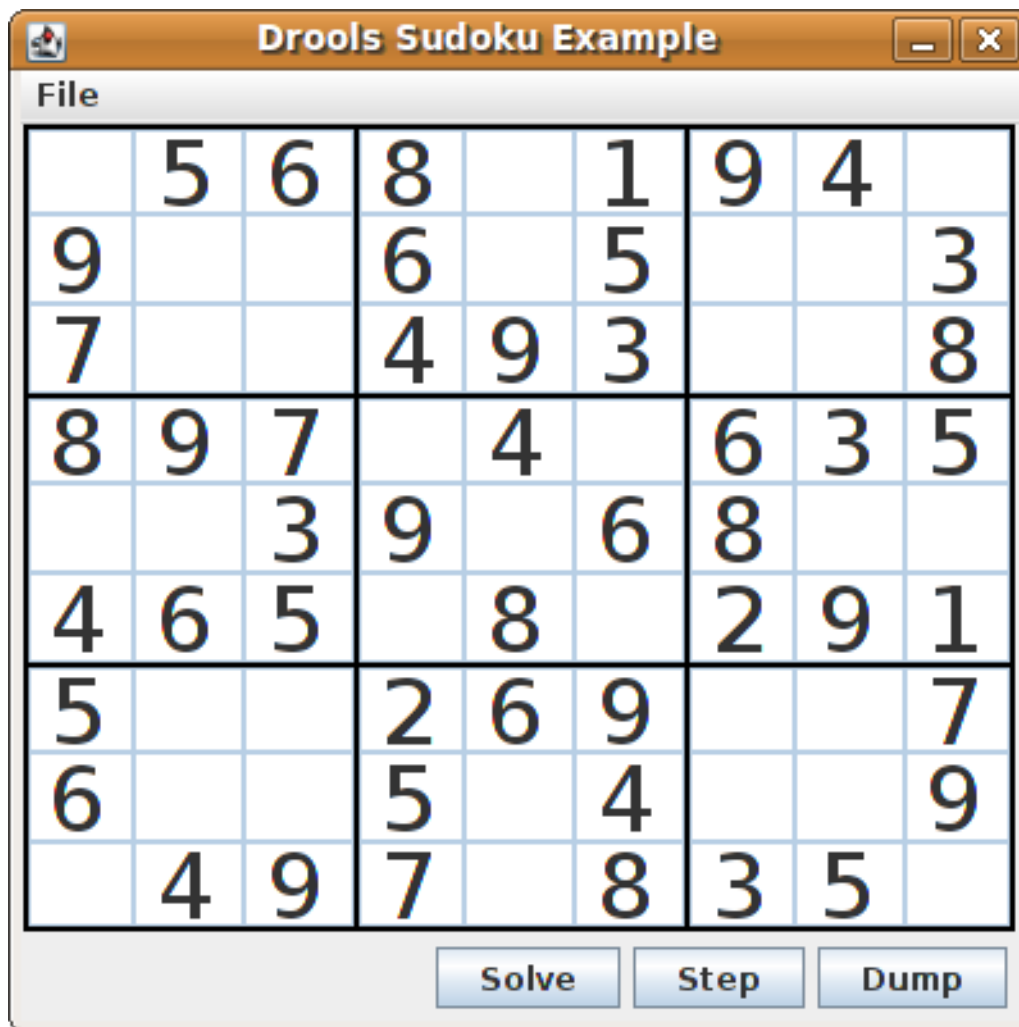 Drools Sudoku Example
File
5 6 8 1 9 4
9 6 5 3
7 4 9 3 8
8 9 7 4 6 3 5
3 9 6 8
4 6 5 8 2 9 1
5 2 6 9 7
6 5 4 9
4 9 7 8 3 5
Solve Step Dump